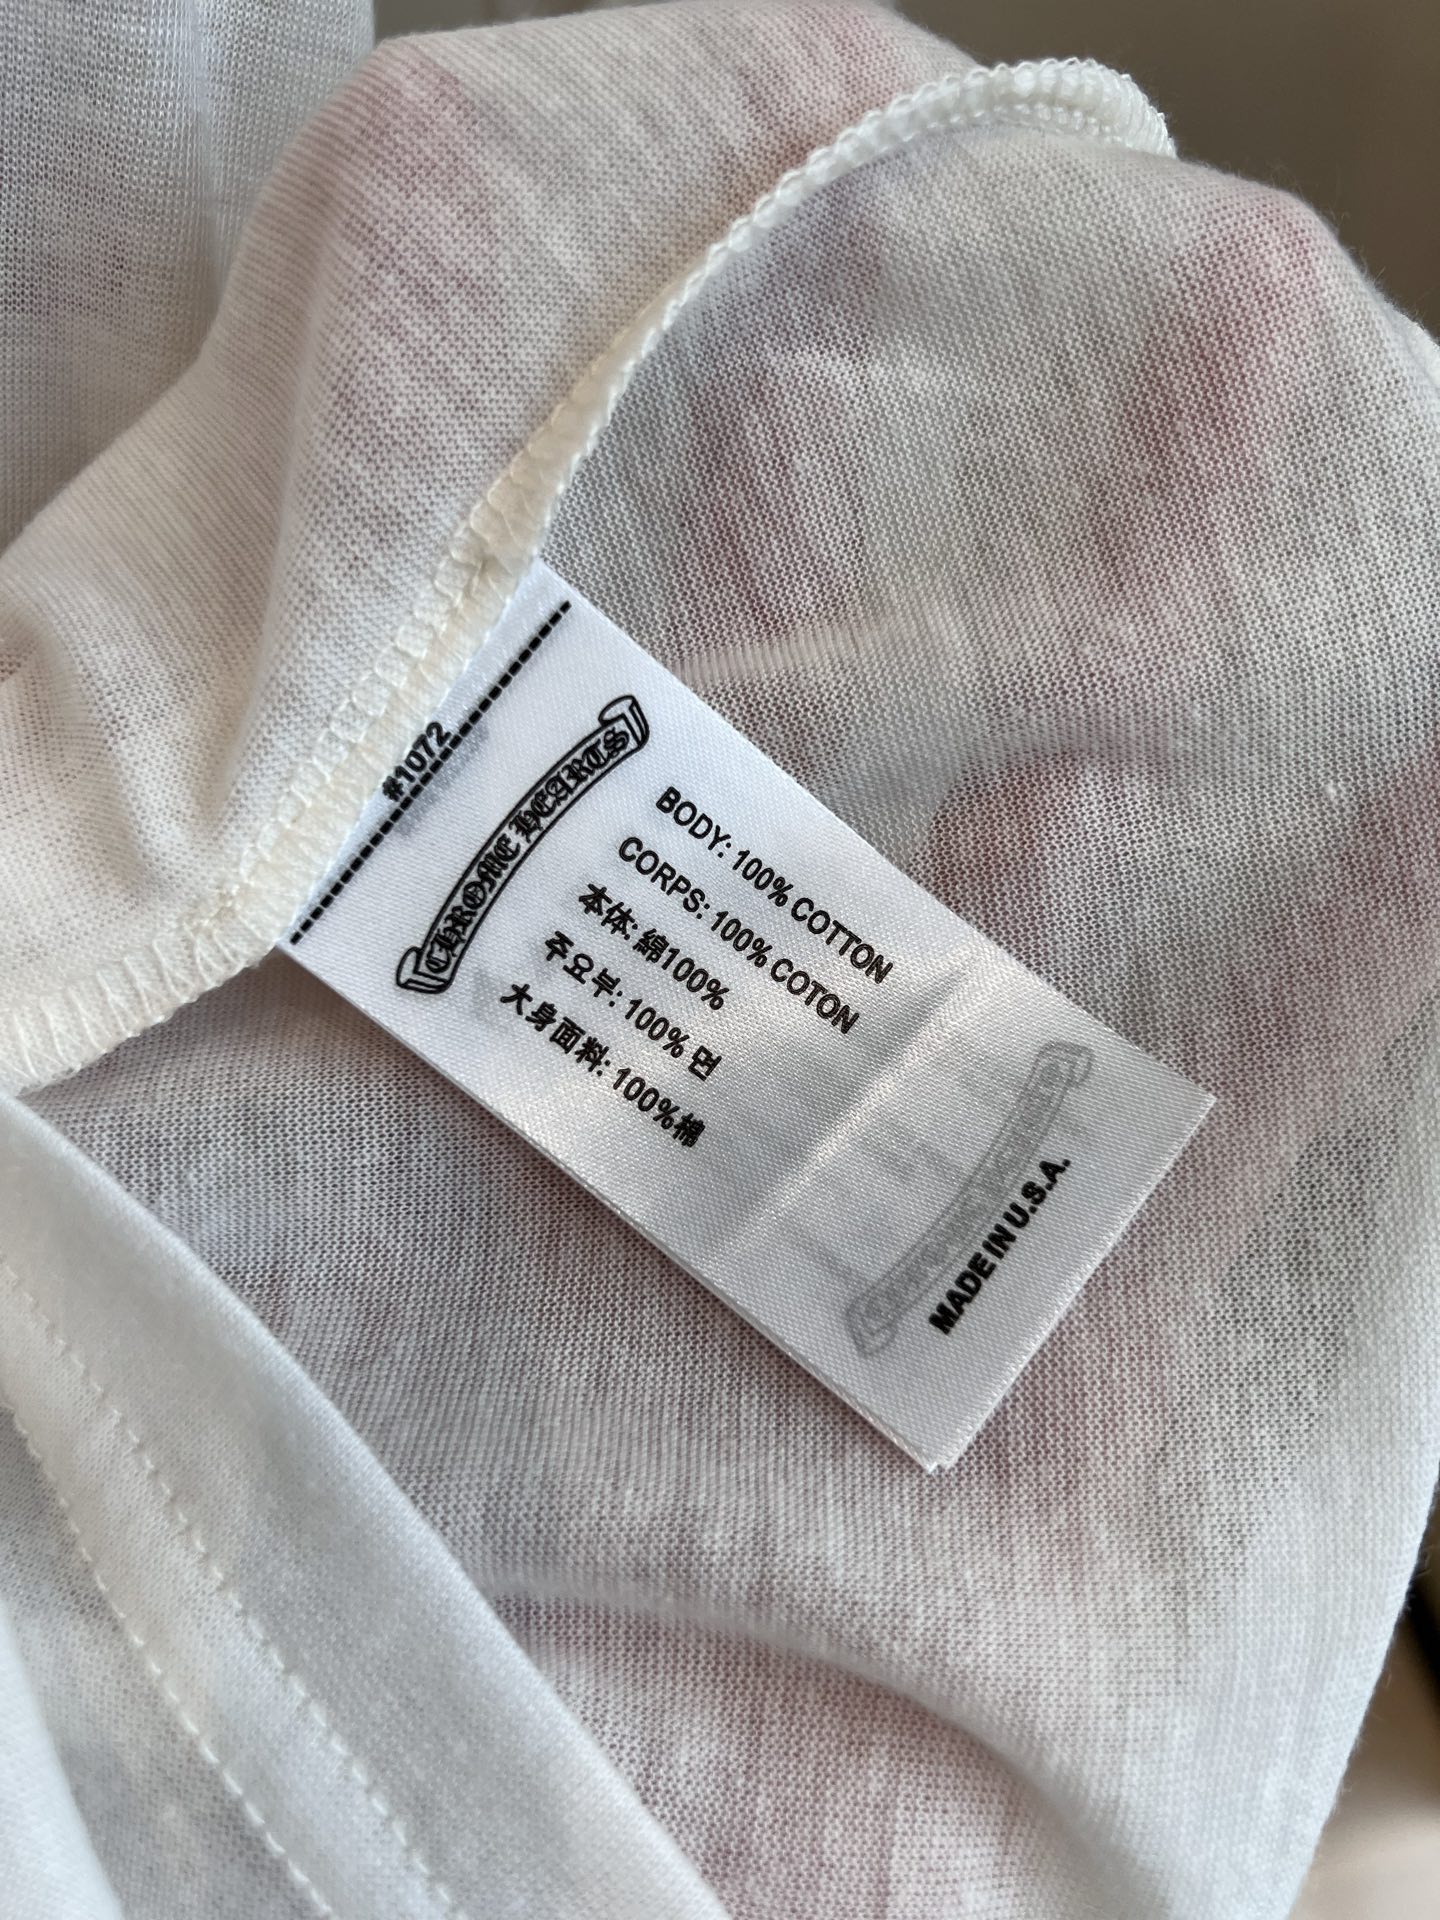 #1072
CHROME HEARTS
BODY: 100% COTTON
CORPS: 100% COTON
本体: 綿100%
주요부: 100% 면
大身面料: 100%棉
MADE IN U.S.A.